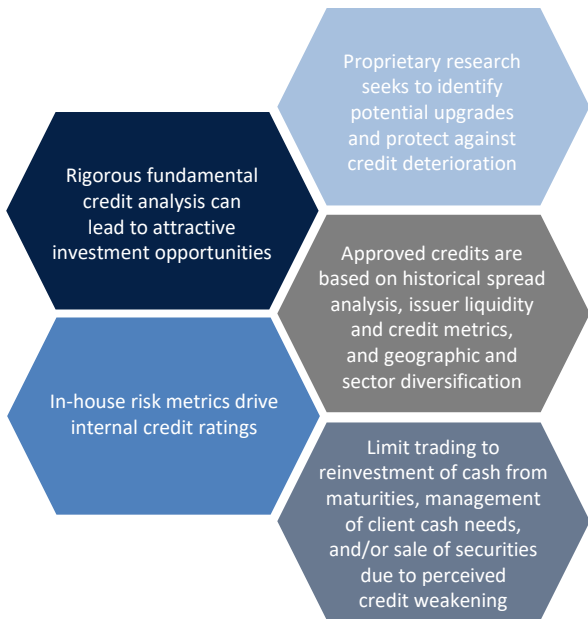 Proprietary research
seeks to identify
potential upgrades
and protect against
credit deterioration
Rigorous fundamental
credit analysis can
lead to attractive
investment opportunities
Approved credits are
based on historical spread
analysis, issuer liquidity
and credit metrics,
and geographic and
sector diversification
In-house risk metrics drive
internal credit ratings
Limit trading to
reinvestment of cash from
maturities, management
of client cash needs,
and/or sale of securities
due to perceived
credit weakening